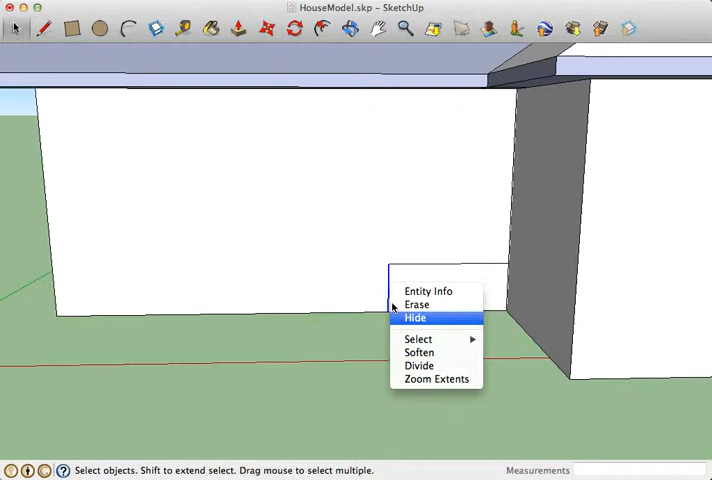 HouseModel.skp - SketchUp
Entity Info
Erase
Hide
Select
Soften
Divide
Zoom Extents
Select objects. Shift to extend select. Drag mouse to select multiple.
Measurements